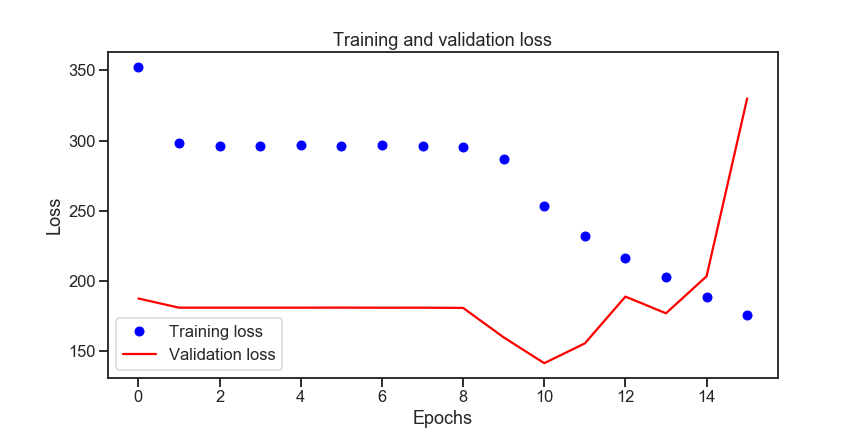 Training and validation loss
350
300
250
200
150
Loss
Training loss
Validation loss
0 2 4 6 8 10 12 14
Epochs